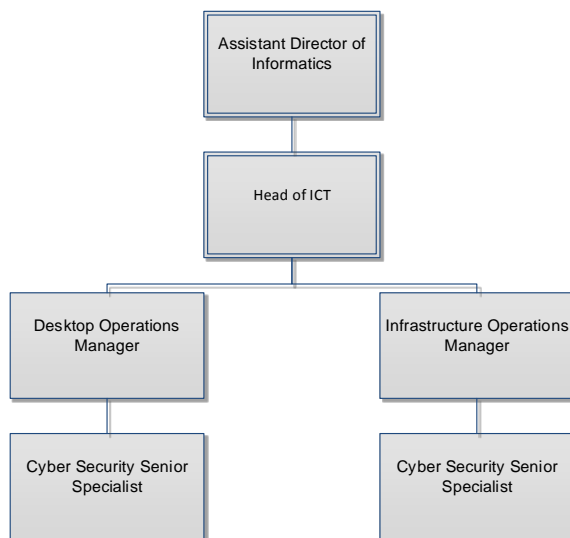 Assistant Director of
Informatics
Head of ICT
Desktop Operations
Manager
Infrastructure Operations
Manager
Cyber Security Senior
Specialist
Cyber Security Senior
Specialist